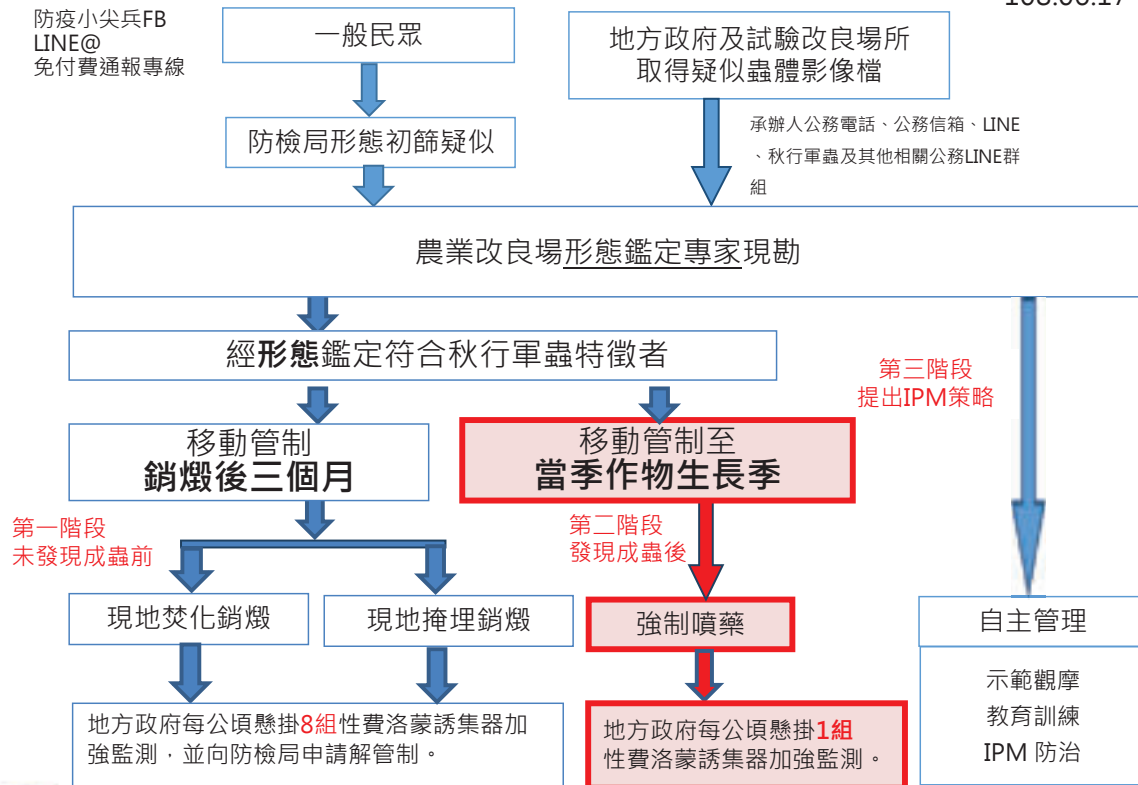 防疫小尖兵FB
LINE@
免付費通報專線
一般民眾
地方政府及試驗改良場所
取得疑似蟲體影像檔
防檢局形態初篩疑似
承辦人公務電話、公務信箱、LINE
、秋行軍蟲及其他相關公務LINE群
組
農業改良場形態鑑定專家現勘
經形態鑑定符合秋行軍蟲特徵者
第三階段
提出IPM策略
移動管制
銷燬後三個月
移動管制至
當季作物生長季
第一階段
未發現成蟲前
第二階段
發現成蟲後
現地焚化銷燬
現地掩埋銷燬
強制噴藥
自主管理
地方政府每公頃懸掛8組性費洛蒙誘集器加
強監測，並向防檢局申請解管制。
地方政府每公頃懸掛1組
性費洛蒙誘集器加強監測。
示範觀摩
教育訓練
IPM 防治